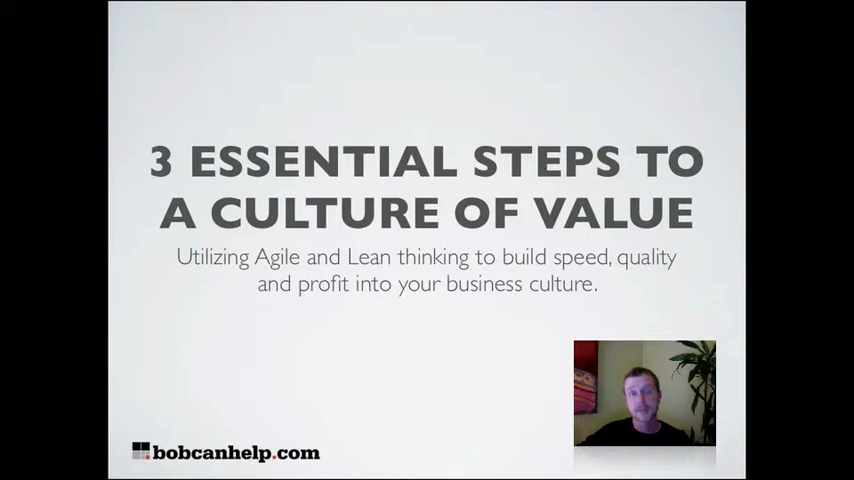 3 ESSENTIAL STEPS TO
A CULTURE OF VALUE
Utilizing Agile and Lean thinking to build speed, quality
and profit into your business culture.
bobcanhelp.com